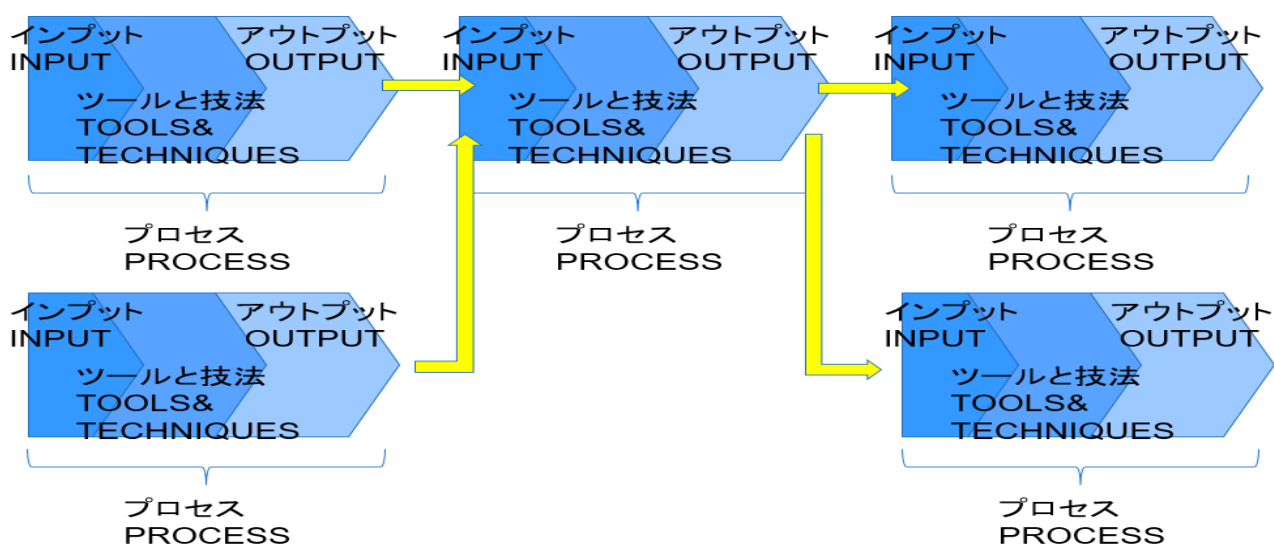 インプット
INPUT
アウトプット
OUTPUT
ツールと技法
TOOLS&
TECHNIQUES
プロセス
PROCESS
インプット
INPUT
アウトプット
OUTPUT
ツールと技法
TOOLS&
TECHNIQUES
プロセス
PROCESS
インプット
INPUT
アウトプット
OUTPUT
ツールと技法
TOOLS&
TECHNIQUES
プロセス
PROCESS
インプット
INPUT
アウトプット
OUTPUT
ツールと技法
TOOLS&
TECHNIQUES
プロセス
PROCESS
インプット
INPUT
アウトプット
OUTPUT
ツールと技法
TOOLS&
TECHNIQUES
プロセス
PROCESS